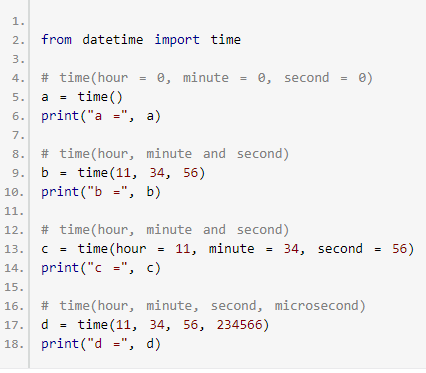 1.
2. from datetime import time
3.
4. # time(hour = 0, minute = 0, second = 0)
5. a = time()
6. print("a =", a)
7.
8. # time(hour, minute and second)
9. b = time(11, 34, 56)
10. print("b =", b)
11.
12. # time(hour, minute and second)
13. c = time(hour = 11, minute = 34, second = 56)
14. print("c =", c)
15.
16. # time(hour, minute, second, microsecond)
17. d = time(11, 34, 56, 234566)
18. print("d =", d)